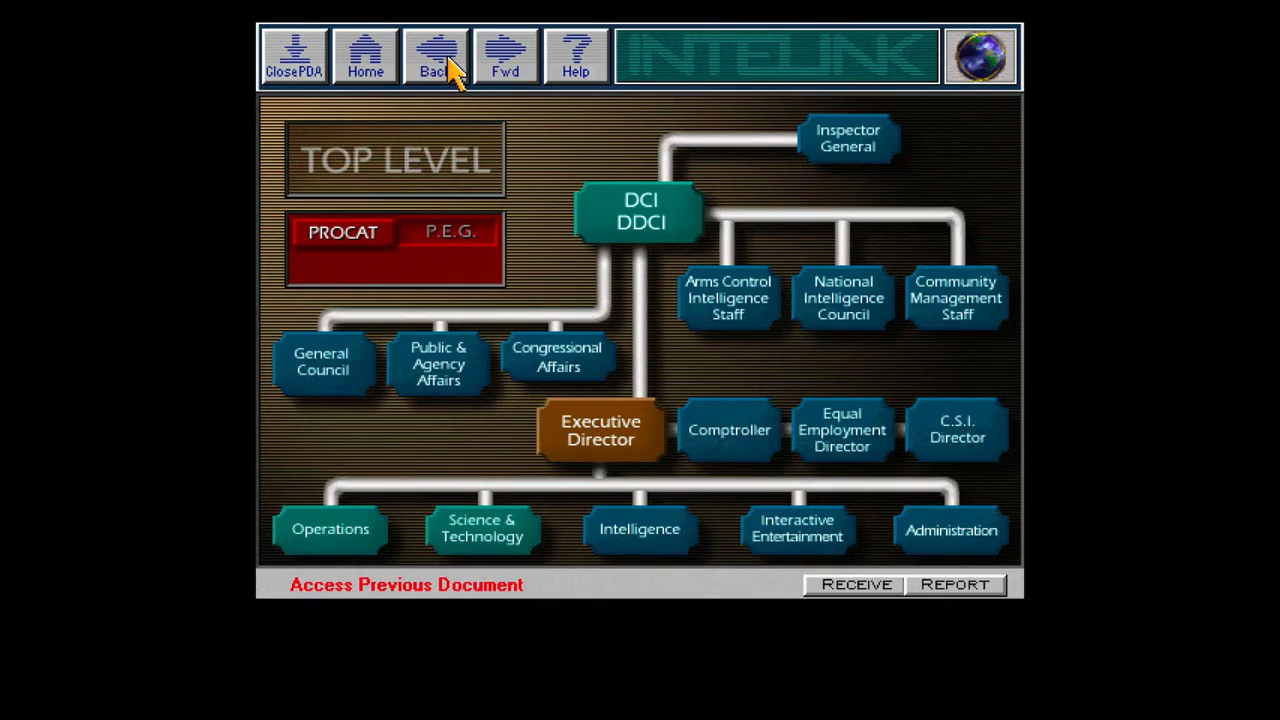 ClosePDA
Home
Back
Fwd
Help
INTELINK
TOP LEVEL
PROCAT
P.E.G.
Inspector
General
DCI
DDCI
Arms Control
Intelligence
Staff
National
Intelligence
Council
Community
Management
Staff
General
Council
Public &
Agency
Affairs
Congressional
Affairs
Executive
Director
Comptroller
Equal
Employment
Director
C.S.I.
Director
Operations
Science &
Technology
Intelligence
Interactive
Entertainment
Administration
Access Previous Document
RECEIVE
REPORT